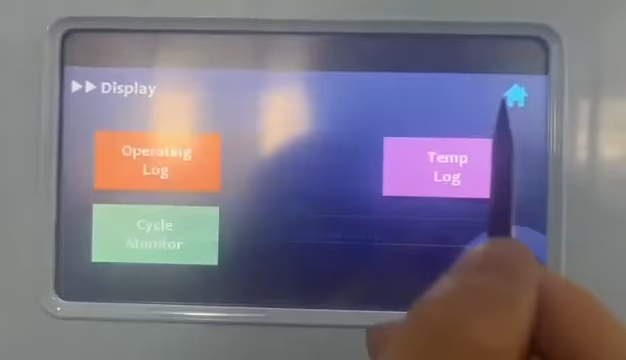 Display
Operating
Log
Temp
Log
Cycle
Monitor